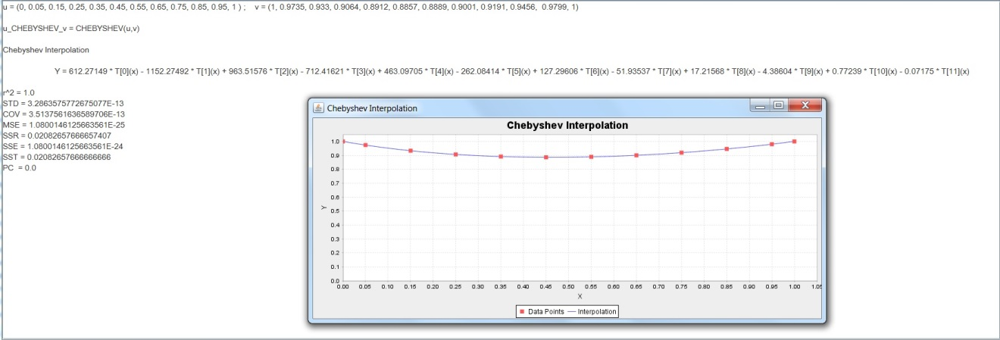 u = (0, 0.05, 0.15, 0.25, 0.35, 0.45, 0.55, 0.65, 0.75, 0.85, 0.95, 1 ) ;    v = (1, 0.9735, 0.933, 0.9064, 0.8912, 0.8857, 0.8889, 0.9001, 0.9191, 0.9456,  0.9799, 1)
u_CHEBYSHEV_v = CHEBYSHEV(u,v)
Chebyshev Interpolation
Y = 612.27149 * T[0](x) - 1152.27492 * T[1](x) + 963.51576 * T[2](x) - 712.41621 * T[3](x) + 463.09705 * T[4](x) - 262.08414 * T[5](x) + 127.29606 * T[6](x) - 51.93537 * T[7](x) + 17.21568 * T[8](x) - 4.38604 * T[9](x) + 0.77239 * T[10](x) - 0.07175 * T[11](x)
r^2 = 1.0
STD = 3.2863575772675077E-13
COV = 3.5137561636589706E-13
MSE = 1.0800146125663561E-25
SSR = 0.02082657666657407
SSE = 1.0800146125663561E-24
SST = 0.02082657666666666
PC  = 0.0
Chebyshev Interpolation
Chebyshev Interpolation
1.0
0.9
0.8
0.7
0.6
0.5
0.4
0.3
0.2
0.1
0.0
Y
0.00 0.05 0.10 0.15 0.20 0.25 0.30 0.35 0.40 0.45 0.50 0.55 0.60 0.65 0.70 0.75 0.80 0.85 0.90 0.95 1.00 1.05
X
Data Points Interpolation